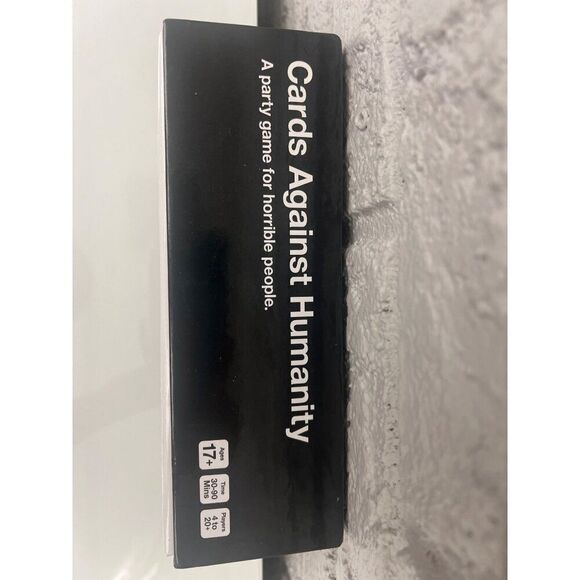 Cards Against Humanity
A party game for horrible people.
Ages
17+
Time
30-90
Mins
Players
4 to
20+